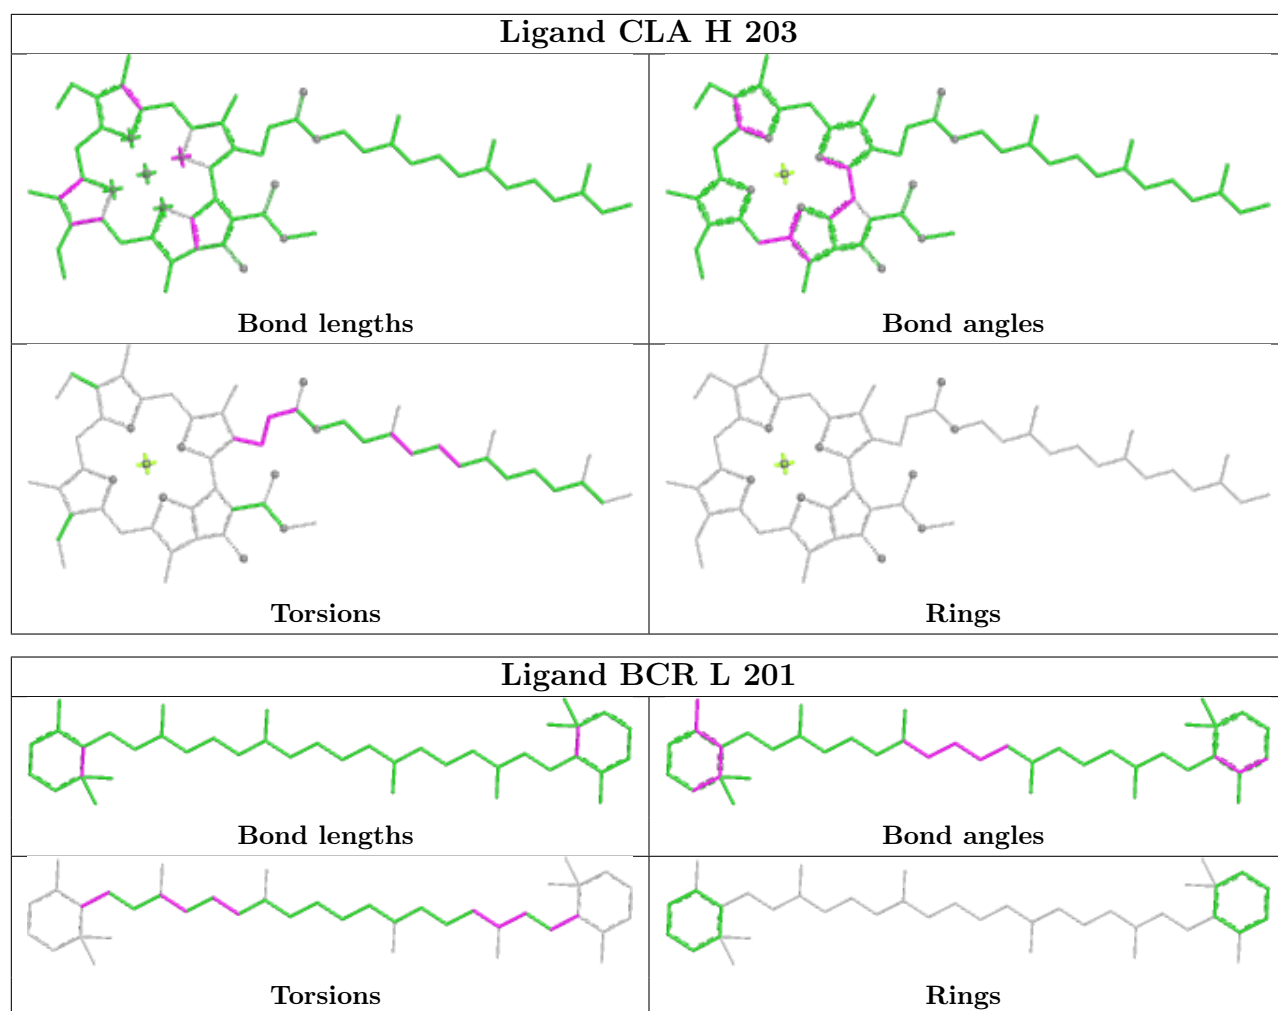 Ligand CLA H 203
Bond lengths
Bond angles
Torsions
Rings
Ligand BCR L 201
Bond lengths
Bond angles
Torsions
Rings